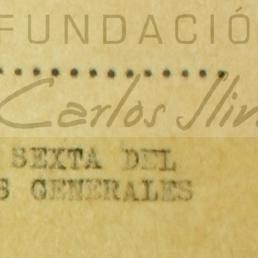 FUNDACIÓ
Carlos Slim
SEXTA DEL
S GENERALES